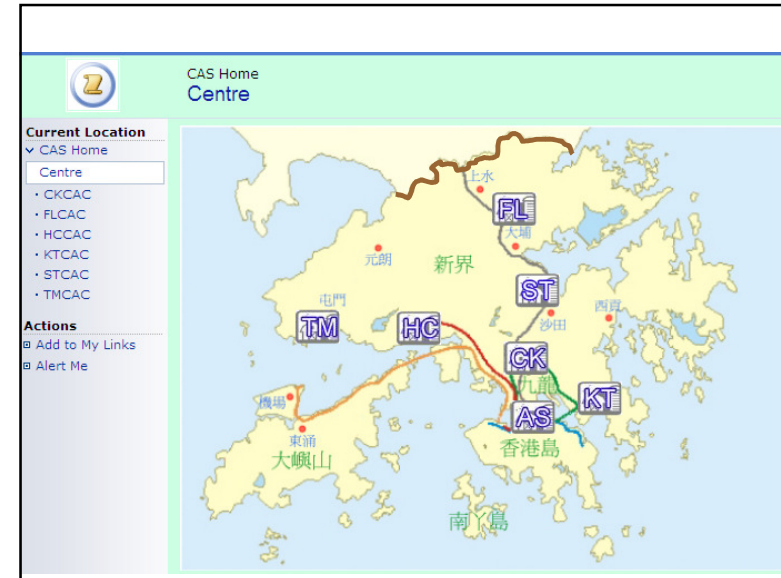 CAS Home
Centre
Current Location
CAS Home
Centre
· CKCAC
· FLCAC
· HCCAC
· KTCAC
· STCAC
· TMCAC
Actions
Add to My Links
Alert Me
上水
FL
大埔
元朗
新界
ST
屯門
西貢
TM
HC
沙田
CK
九龍
KT
機場
AS
東涌
香港島
大嶼山
南丫島